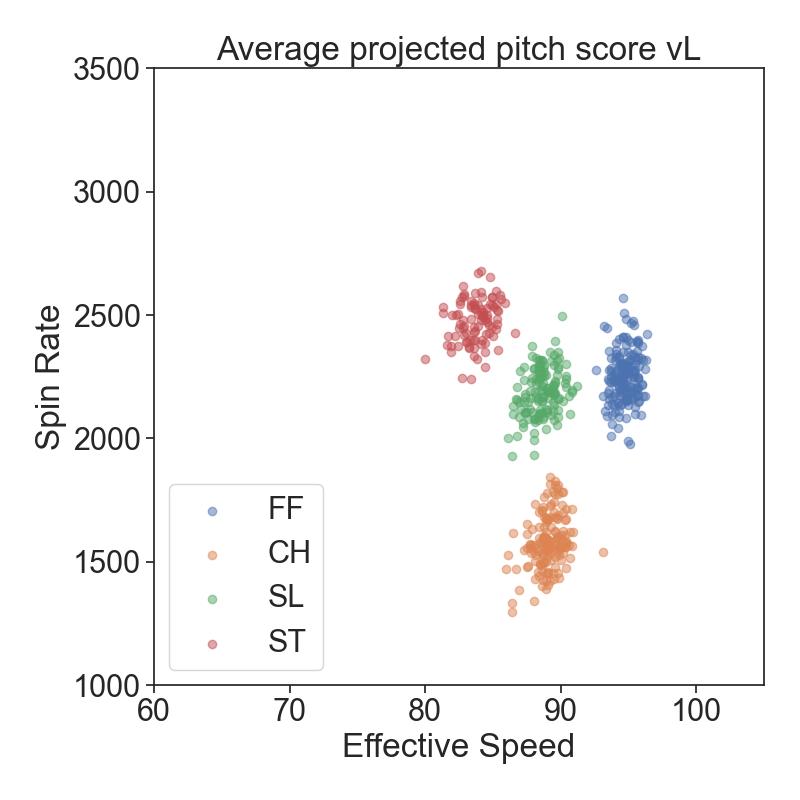 Average projected pitch score vL
3500
3000
2500
2000
1500
1000
Spin Rate
FF
CH
SL
ST
60
70
80
90
100
Effective Speed